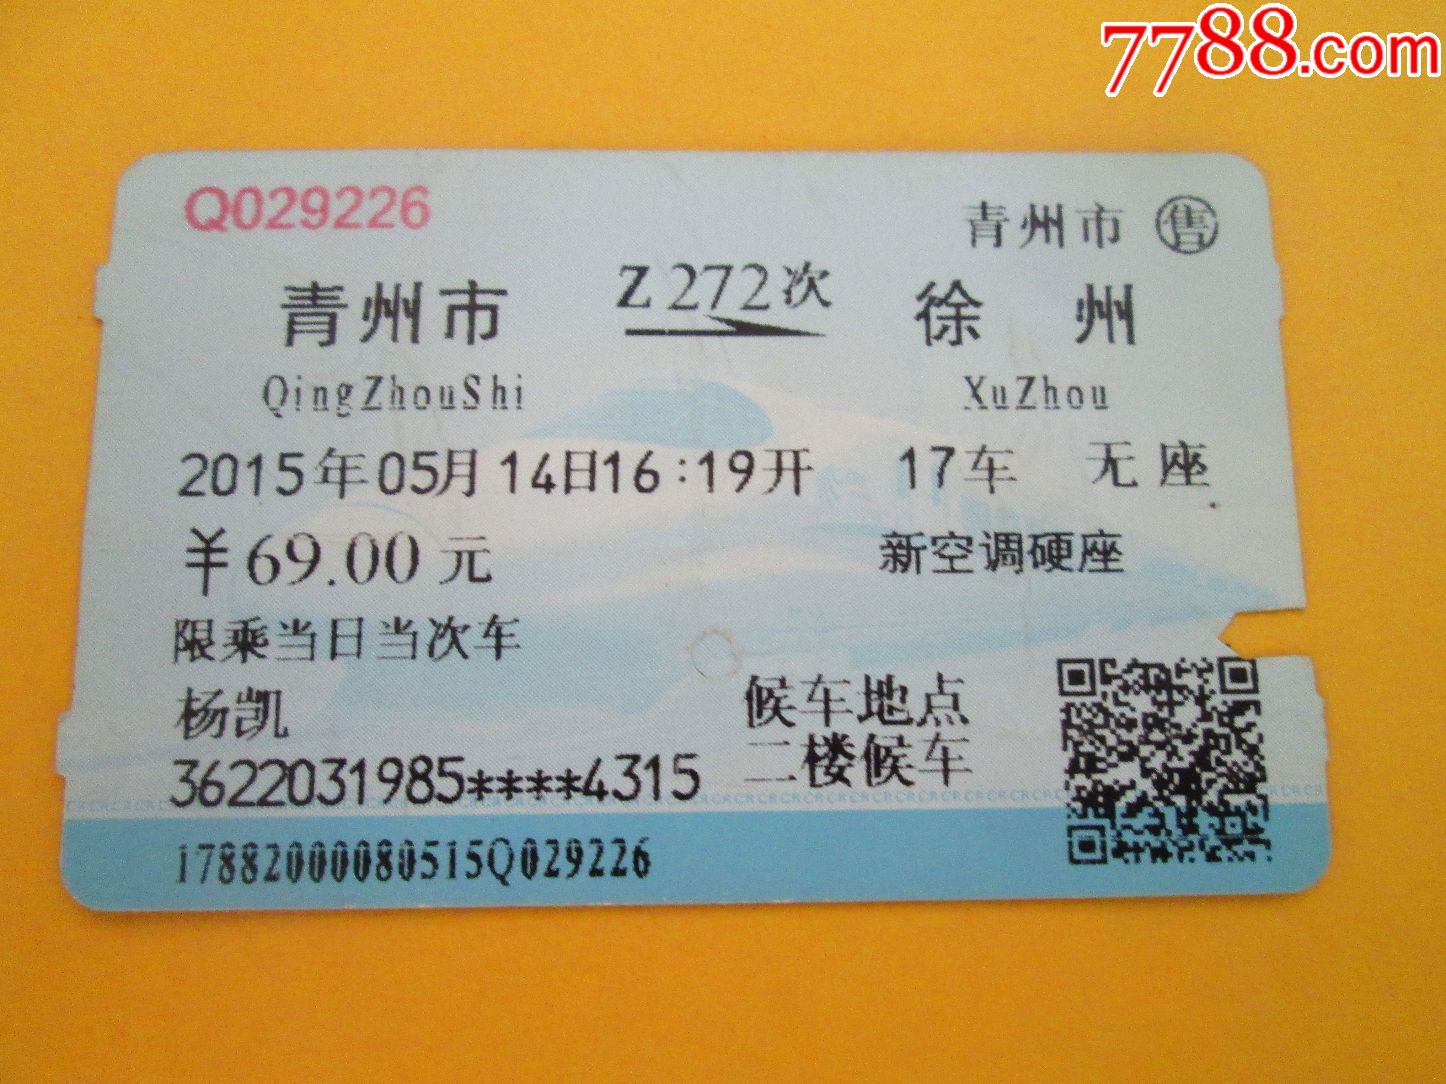 7788.com
Q029226
青州市 售
青州市 Z272次 徐州
QingZhouShi XuZhou
2015年05月14日16:19开 17车 无座
¥69.00元 新空调硬座
限乘当日当次车
杨凯 候车地点
3622031985****4315 二楼候车
17882000080515Q029226